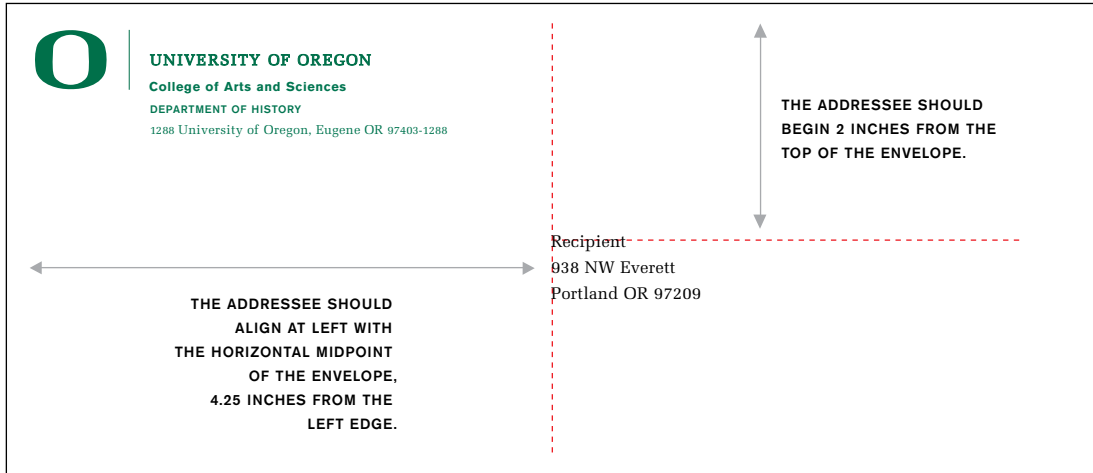 UNIVERSITY OF OREGON
College of Arts and Sciences
DEPARTMENT OF HISTORY
1288 University of Oregon, Eugene OR 97403-1288
THE ADDRESSEE SHOULD
BEGIN 2 INCHES FROM THE
TOP OF THE ENVELOPE.
Recipient
938 NW Everett
Portland OR 97209
THE ADDRESSEE SHOULD
ALIGN AT LEFT WITH
THE HORIZONTAL MIDPOINT
OF THE ENVELOPE,
4.25 INCHES FROM THE
LEFT EDGE.